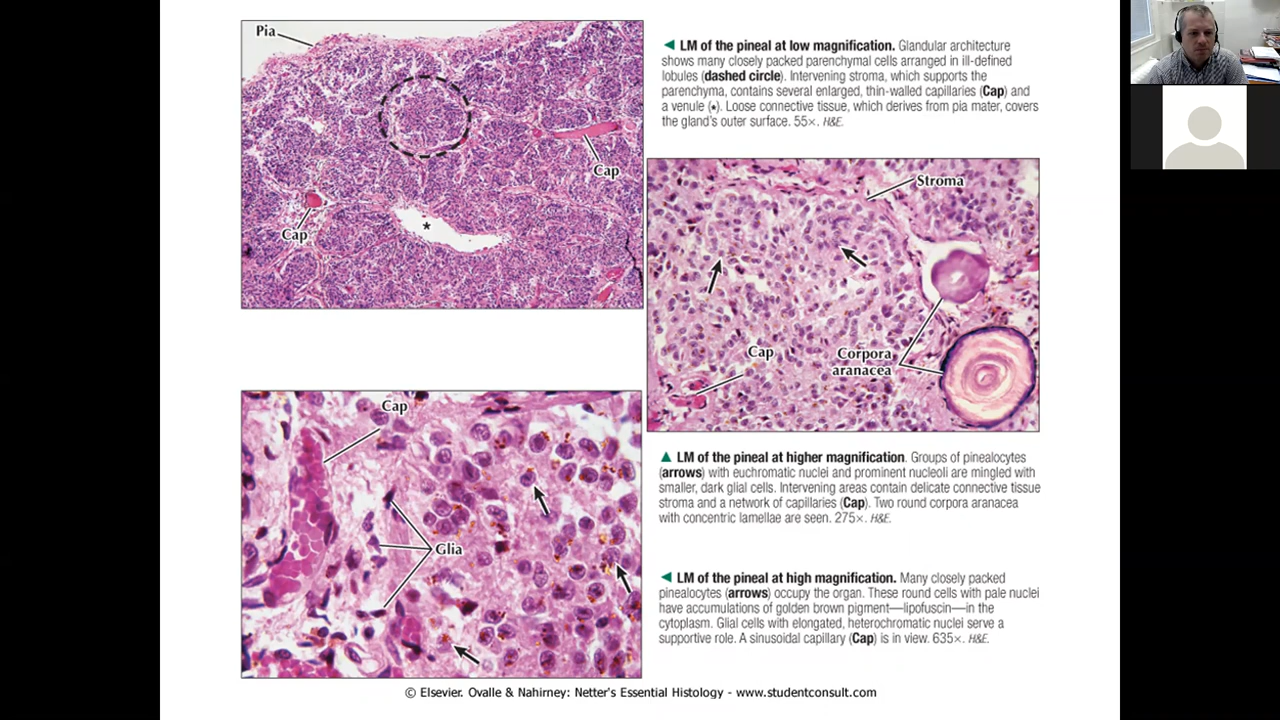 Pia
Cap
Cap
*
◄ LM of the pineal at low magnification. Glandular architecture
shows many closely packed parenchymal cells arranged in ill-defined
lobules (dashed circle). Intervening stroma, which supports the
parenchyma, contains several enlarged, thin-walled capillaries (Cap) and
a venule (*). Loose connective tissue, which derives from pia mater, covers
the gland's outer surface. 55×. H&E.
Stroma
Cap
Corpora
aranacea
Cap
Glia
▲ LM of the pineal at higher magnification. Groups of pinealocytes
(arrows) with euchromatic nuclei and prominent nucleoli are mingled with
smaller, dark glial cells. Intervening areas contain delicate connective tissue
stroma and a network of capillaries (Cap). Two round corpora aranacea
with concentric lamellae are seen. 275×. H&E.
◄ LM of the pineal at high magnification. Many closely packed
pinealocytes (arrows) occupy the organ. These round cells with pale nuclei
have accumulations of golden brown pigment—lipofuscin—in the
cytoplasm. Glial cells with elongated, heterochromatic nuclei serve a
supportive role. A sinusoidal capillary (Cap) is in view. 635×. H&E.
© Elsevier. Ovalle & Nahirney: Netter's Essential Histology - www.studentconsult.com